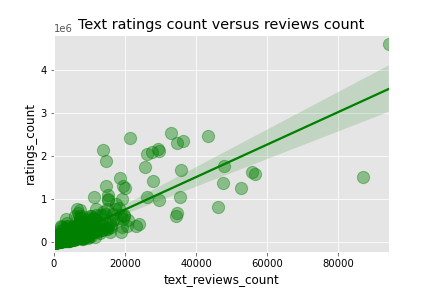 Text ratings count versus reviews count
1e6
4
3
2
1
0
ratings_count
0 20000 40000 60000 80000
text_reviews_count